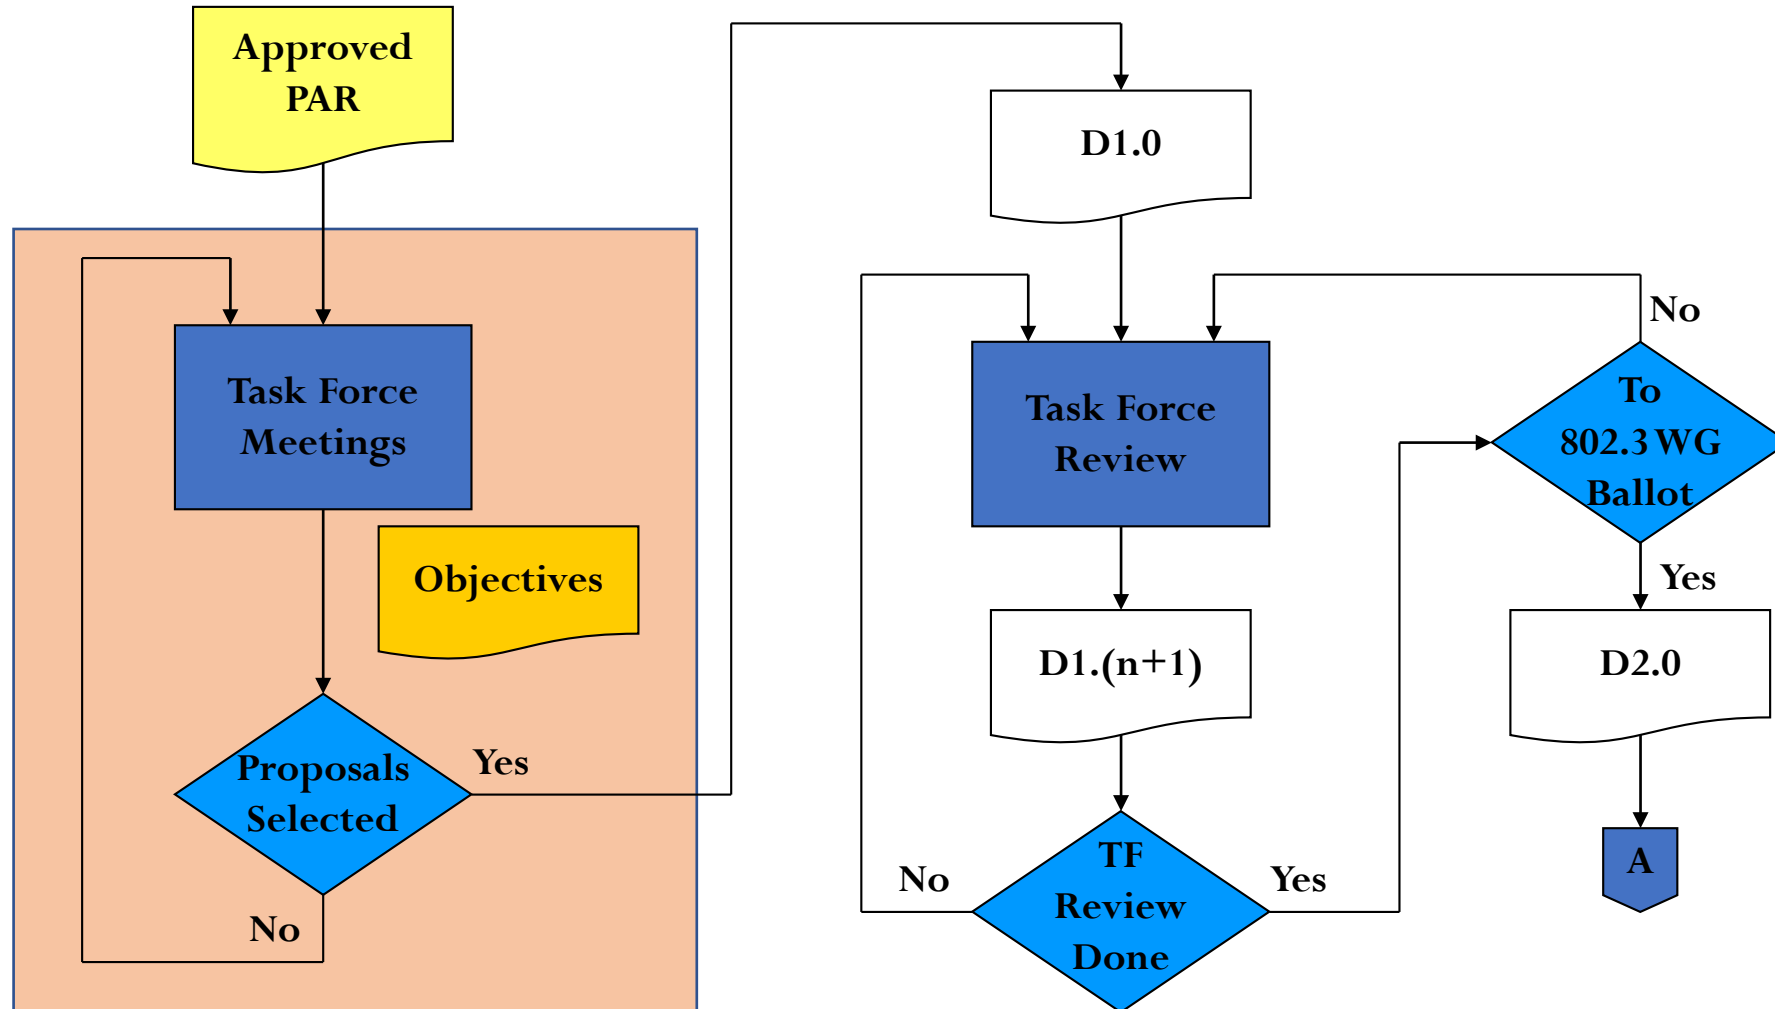 Approved
PAR
Task Force
Meetings
Objectives
Proposals
Selected
Yes
No
D1.0
Task Force
Review
D1.(n+1)
TF
Review
Done
No
Yes
To
802.3 WG
Ballot
No
Yes
D2.0
A